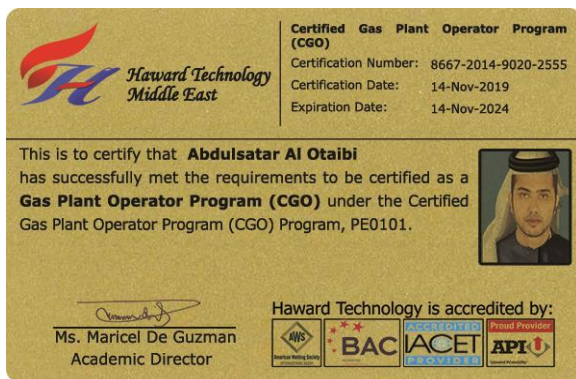 Haward Technology
Middle East
Certified Gas Plant Operator Program
(CGO)
Certification Number: 8667-2014-9020-2555
Certification Date: 14-Nov-2019
Expiration Date: 14-Nov-2024
This is to certify that Abdulsatar Al Otaibi
has successfully met the requirements to be certified as a
Gas Plant Operator Program (CGO) under the Certified
Gas Plant Operator Program (CGO) Program, PE0101.
Ms. Maricel De Guzman
Academic Director
Haward Technology is accredited by:
AWS
American Welding Society
BAC
ACCREDITED
IACET
PROVIDER
Proud Provider
API